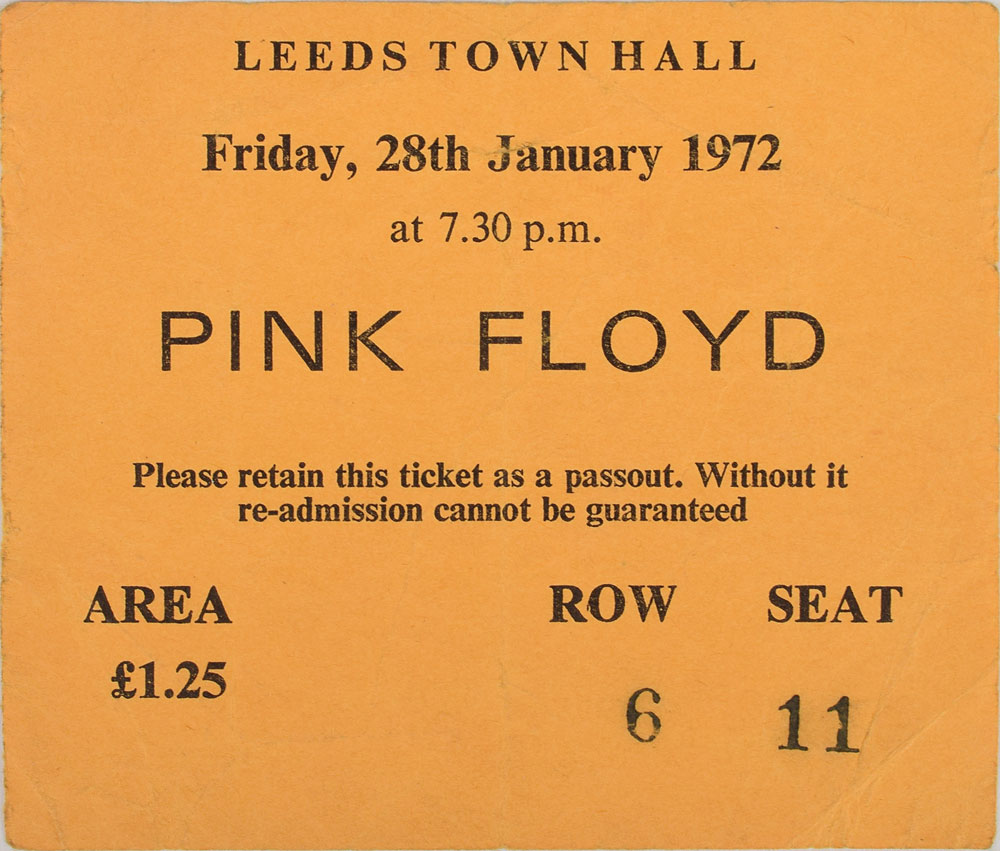 LEEDS TOWN HALL
Friday, 28th January 1972
at 7.30 p.m.
PINK FLOYD
Please retain this ticket as a passout. Without it
re-admission cannot be guaranteed
AREA ROW SEAT
£1.25
6 11